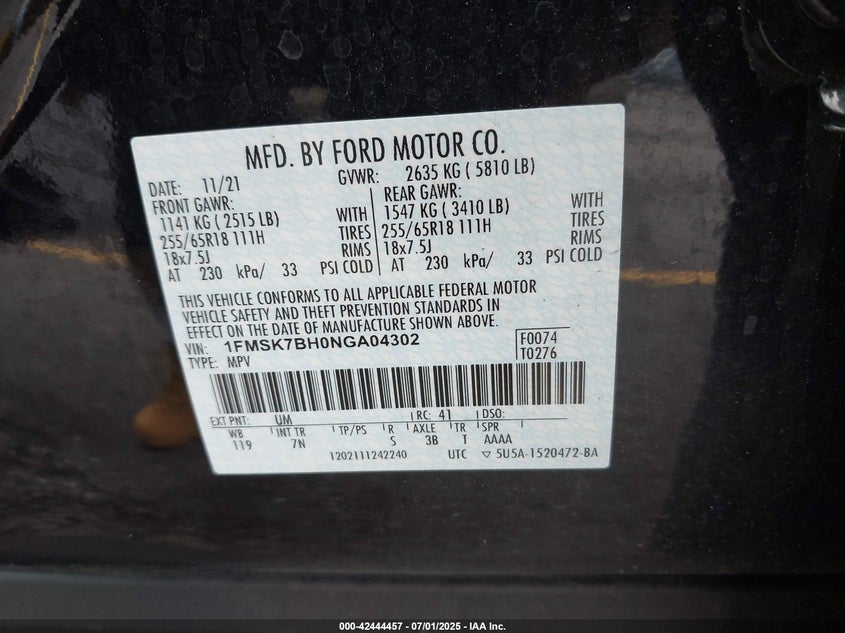 MFD. BY FORD MOTOR CO.
DATE: 11/21 GVWR: 2635 KG ( 5810 LB)
FRONT GAWR: REAR GAWR:
1141 KG ( 2515 LB) WITH 1547 KG ( 3410 LB) WITH
255/65R18 111H TIRES 255/65R18 111H TIRES
18x7.5J RIMS 18x7.5J RIMS
AT 230 kPa/ 33 PSI COLD AT 230 kPa/ 33 PSI COLD
THIS VEHICLE CONFORMS TO ALL APPLICABLE FEDERAL MOTOR
VEHICLE SAFETY AND THEFT PREVENTION STANDARDS IN
EFFECT ON THE DATE OF MANUFACTURE SHOWN ABOVE.
VIN: 1FMSK7BH0NGA04302 F0074
TYPE: MPV T0276
EXT PNT: UM RC: 41 DSO:
WB INT TR TP/PS R AXLE TR SPR
119 7N S 3B T AAAA
1202111242240 UTC ▽ 5U5A-1520472-BA
000-42444457 - 07/01/2025 - IAA Inc.